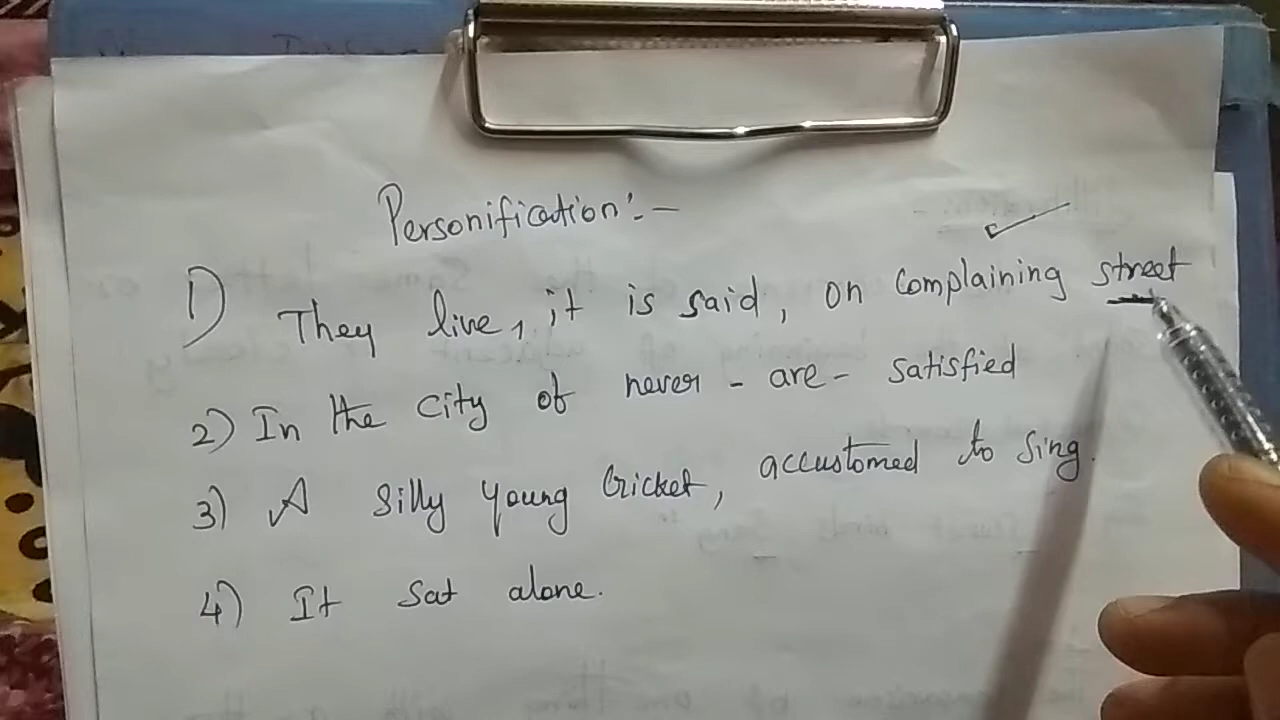 Personification:-
1) They live, it is said, on complaining street
2) In the city of never - are - satisfied
3) A silly young cricket, accustomed to sing.
4) It sat alone.